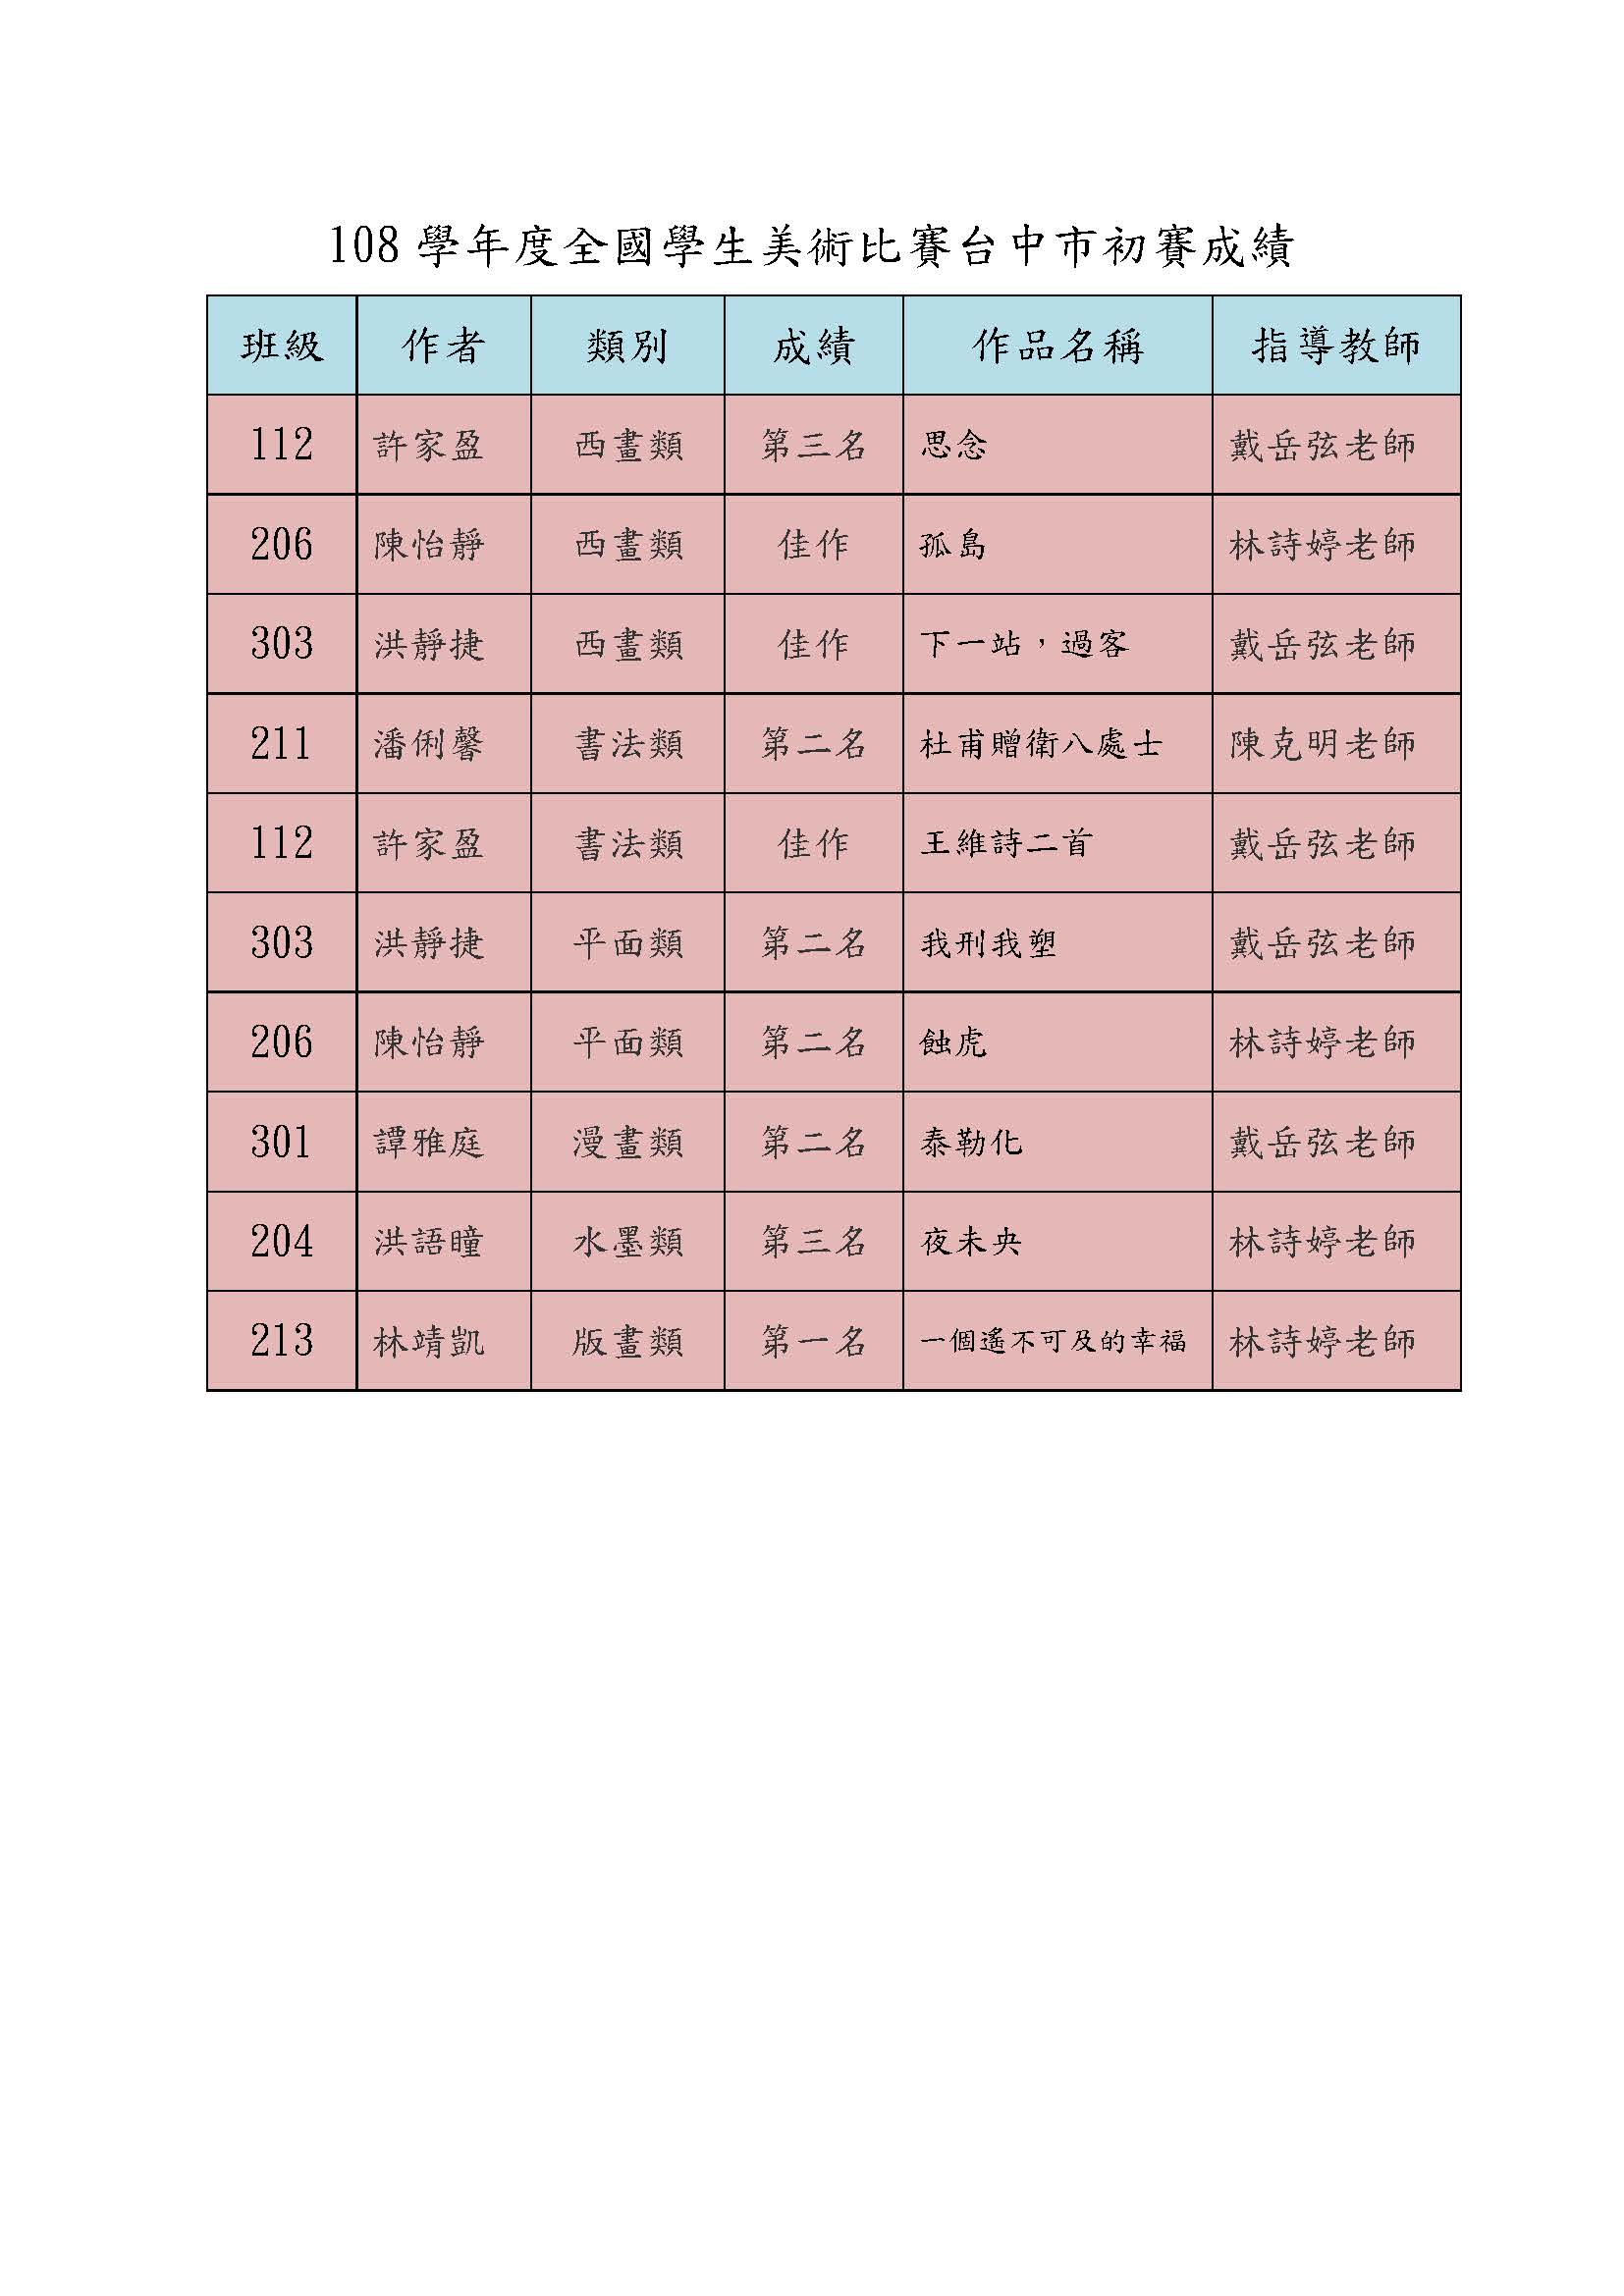 108 學年度全國學生美術比賽台中市初賽成績
班級 作者 類別 成績 作品名稱 指導教師
112 許家盈 西畫類 第三名 思念 戴岳弦老師
206 陳怡靜 西畫類 佳作 孤島 林詩婷老師
303 洪靜捷 西畫類 佳作 下一站，過客 戴岳弦老師
211 潘俐馨 書法類 第二名 杜甫贈衛八處士 陳克明老師
112 許家盈 書法類 佳作 王維詩二首 戴岳弦老師
303 洪靜捷 平面類 第二名 我刑我塑 戴岳弦老師
206 陳怡靜 平面類 第二名 蝕虎 林詩婷老師
301 譚雅庭 漫畫類 第二名 泰勒化 戴岳弦老師
204 洪語瞳 水墨類 第三名 夜未央 林詩婷老師
213 林靖凱 版畫類 第一名 一個遙不可及的幸福 林詩婷老師